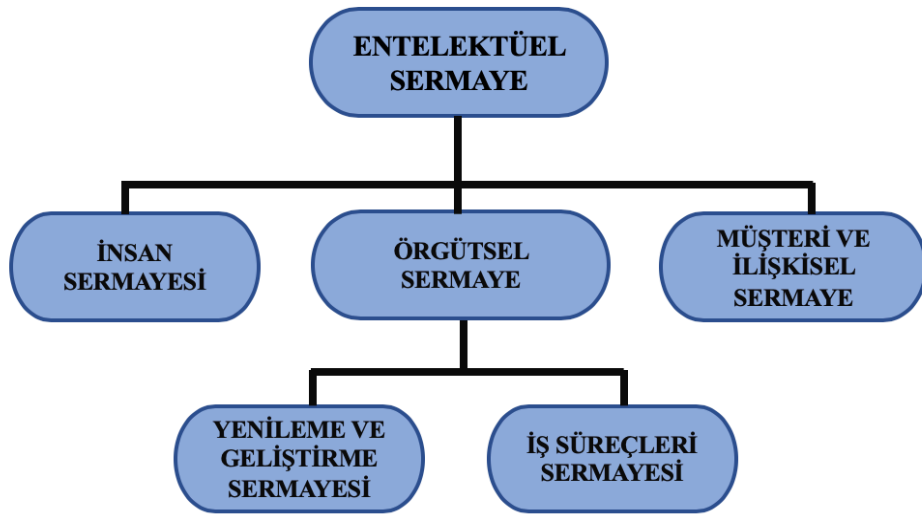 ENTELEKTÜEL
SERMAYE
İNSAN
SERMAYESİ
ÖRGÜTSEL
SERMAYE
MÜŞTERİ VE
İLİŞKİSEL
SERMAYE
YENİLEME VE
GELİŞTİRME
SERMAYESİ
İŞ SÜREÇLERİ
SERMAYESİ